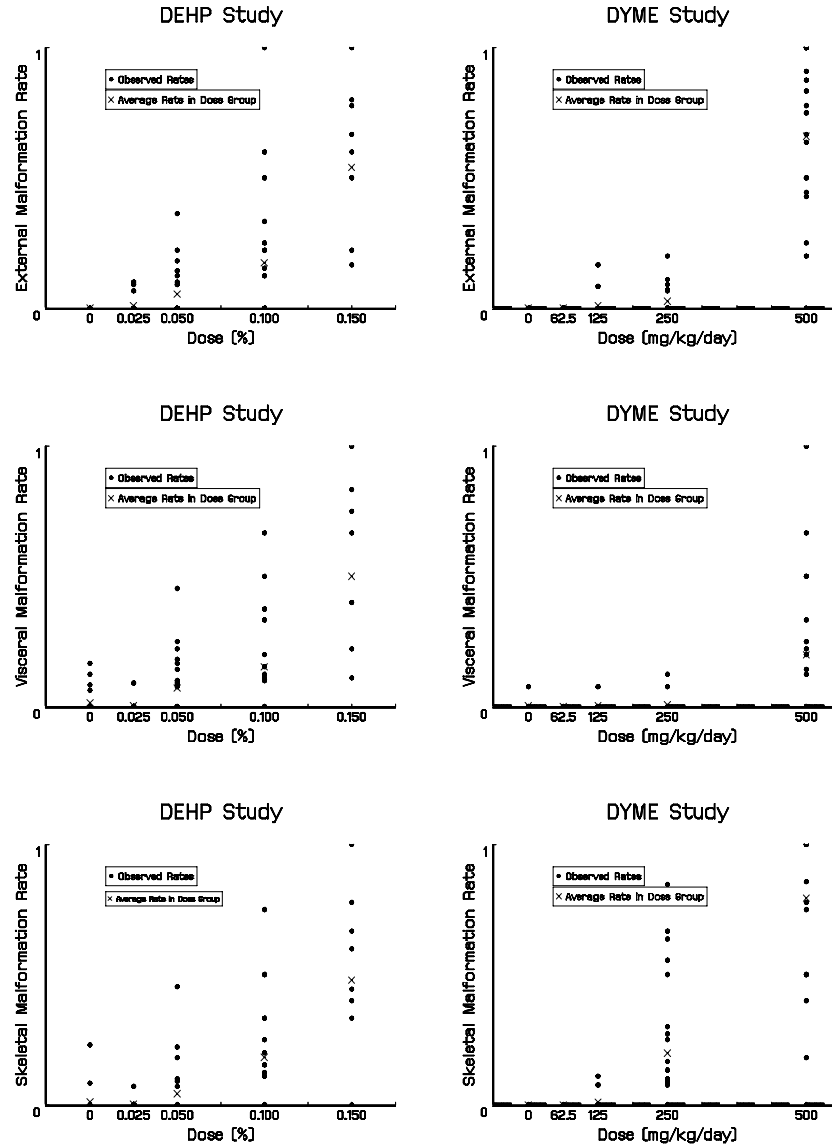 DEHP Study
External Malformation Rate
1
• Observed Rates
× Average Rate in Dose Group
0
0 0.025 0.050 0.100 0.150
Dose [%]
DYME Study
External Malformation Rate
1
• Observed Rates
× Average Rate in Dose Group
0
0 62.5 125 250 500
Dose [mg/kg/day]
DEHP Study
Visceral Malformation Rate
1
• Observed Rates
× Average Rate in Dose Group
0
0 0.025 0.050 0.100 0.150
Dose [%]
DYME Study
Visceral Malformation Rate
1
• Observed Rates
× Average Rate in Dose Group
0
0 62.5 125 250 500
Dose [mg/kg/day]
DEHP Study
Skeletal Malformation Rate
1
• Observed Rates
× Average Rate in Dose Group
0
0 0.025 0.050 0.100 0.150
Dose [%]
DYME Study
Skeletal Malformation Rate
1
• Observed Rates
× Average Rate in Dose Group
0
0 62.5 125 250 500
Dose [mg/kg/day]